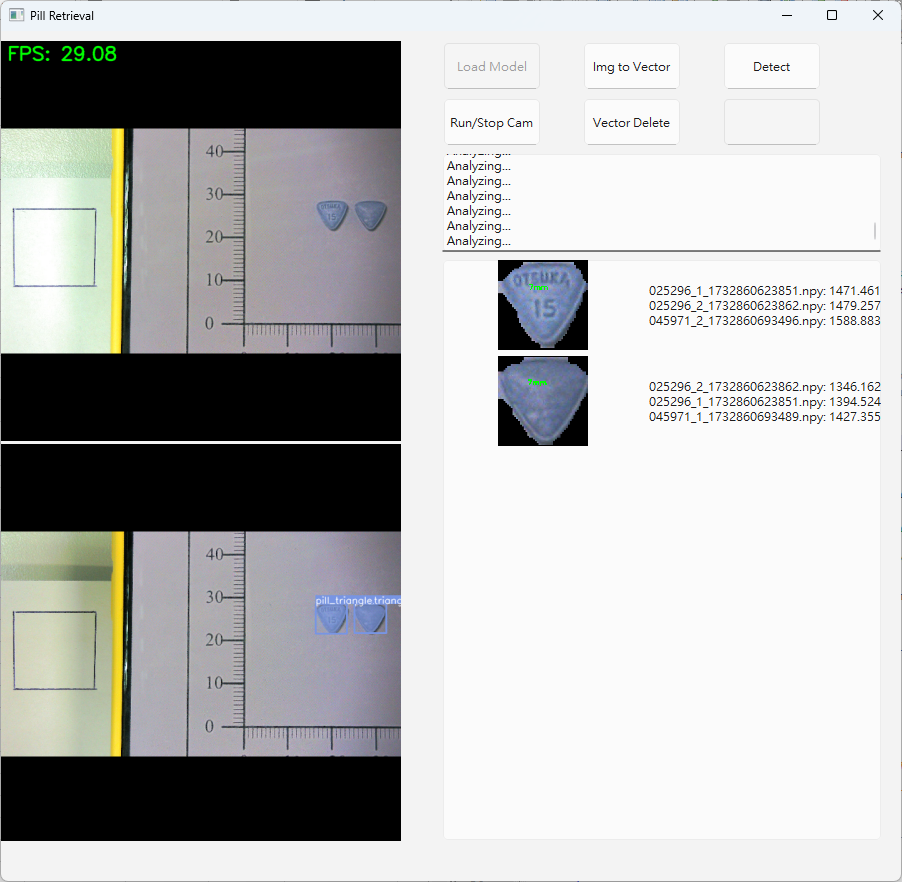 Pill Retrieval
FPS: 29.08
40
30
20
10
0
OTSUKA
15
40
30
20
10
0
pill_triangle
Load Model
Img to Vector
Detect
Run/Stop Cam
Vector Delete
Analyzing...
Analyzing...
Analyzing...
Analyzing...
Analyzing...
Analyzing...
Analyzing...
OTSUKA
15
025296_1_1732860623851.npy: 1471.461
025296_2_1732860623862.npy: 1479.257
045971_2_1732860693496.npy: 1588.883
025296_2_1732860623862.npy: 1346.162
025296_1_1732860623851.npy: 1394.524
045971_1_1732860693489.npy: 1427.355